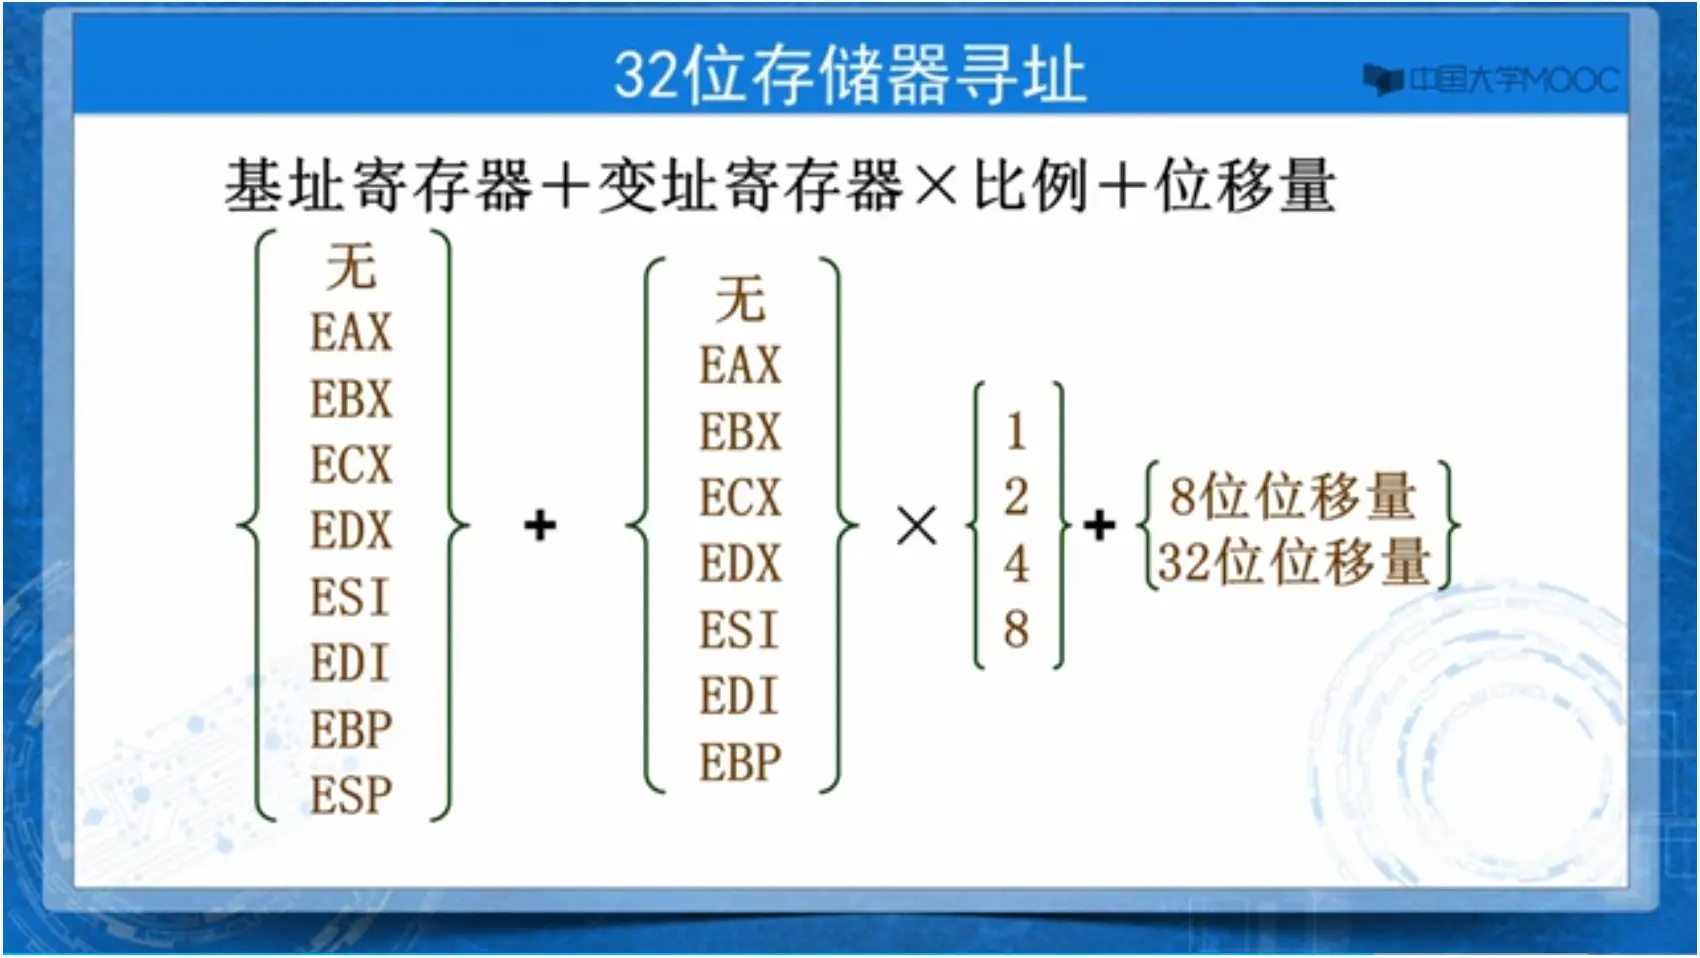 32位存储器寻址
中国大学MOOC
基址寄存器＋变址寄存器×比例＋位移量
无
EAX
EBX
ECX
EDX
ESI
EDI
EBP
ESP
+
无
EAX
EBX
ECX
EDX
ESI
EDI
EBP
×
1
2
4
8
+
8位位移量
32位位移量